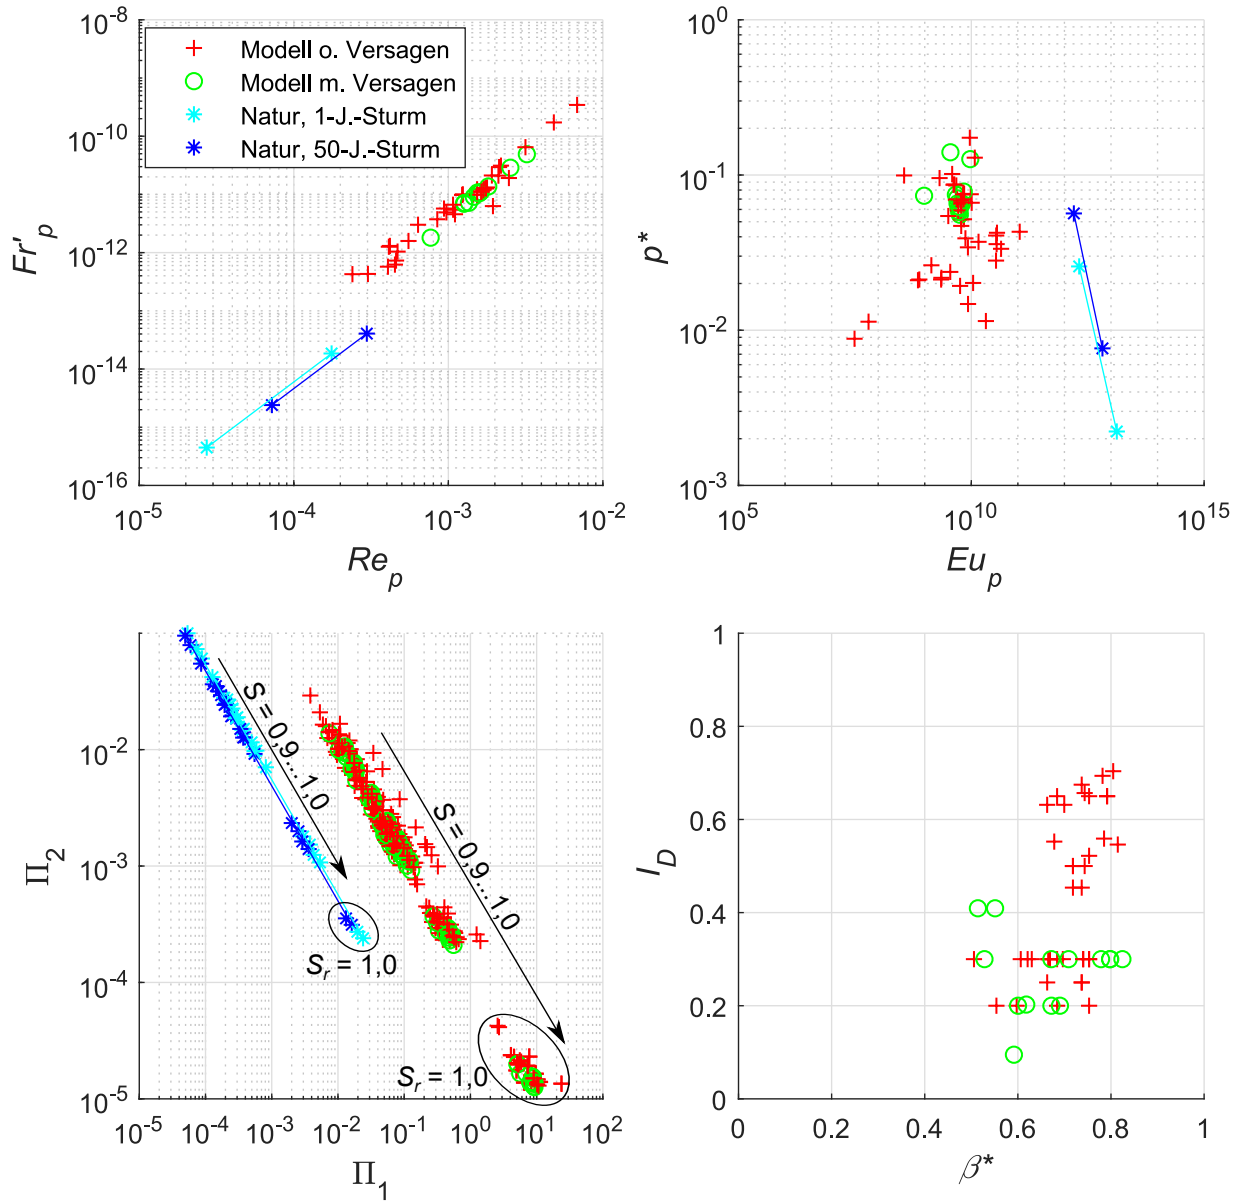 10^-8
10^-10
10^-12
10^-14
10^-16
Fr'_p
Modell o. Versagen
Modell m. Versagen
Natur, 1-J.-Sturm
Natur, 50-J.-Sturm
10^-5 10^-4 10^-3 10^-2
Re_p
10^0
10^-1
10^-2
10^-3
p*
10^5 10^10 10^15
Eu_p
10^-2
10^-3
10^-4
10^-5
Π_2
S = 0,9...1,0
S = 0,9...1,0
S_r = 1,0
S_r = 1,0
10^-5 10^-4 10^-3 10^-2 10^-1 10^0 10^1 10^2
Π_1
1
0.8
0.6
0.4
0.2
0
I_D
0 0.2 0.4 0.6 0.8 1
β*